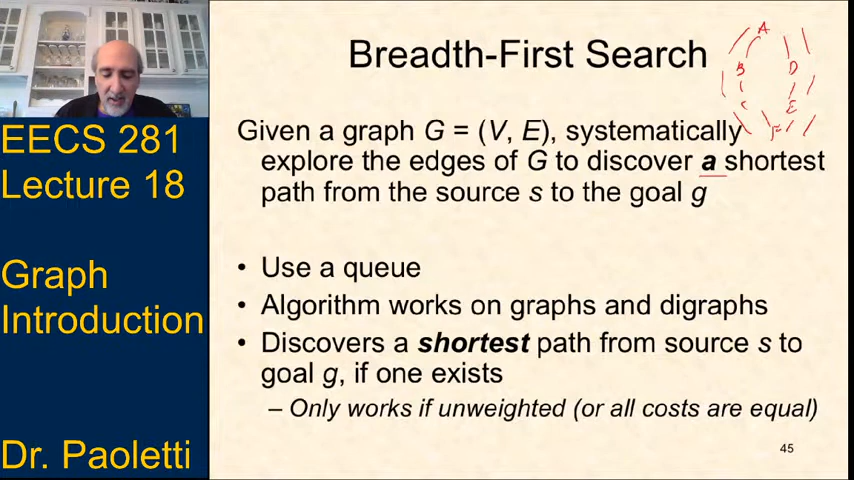 Breadth-First Search
A
B
D
C
E
F
Given a graph G = (V, E), systematically
explore the edges of G to discover a shortest
path from the source s to the goal g
• Use a queue
• Algorithm works on graphs and digraphs
• Discovers a shortest path from source s to
goal g, if one exists
– Only works if unweighted (or all costs are equal)
45
EECS 281
Lecture 18
Graph
Introduction
Dr. Paoletti